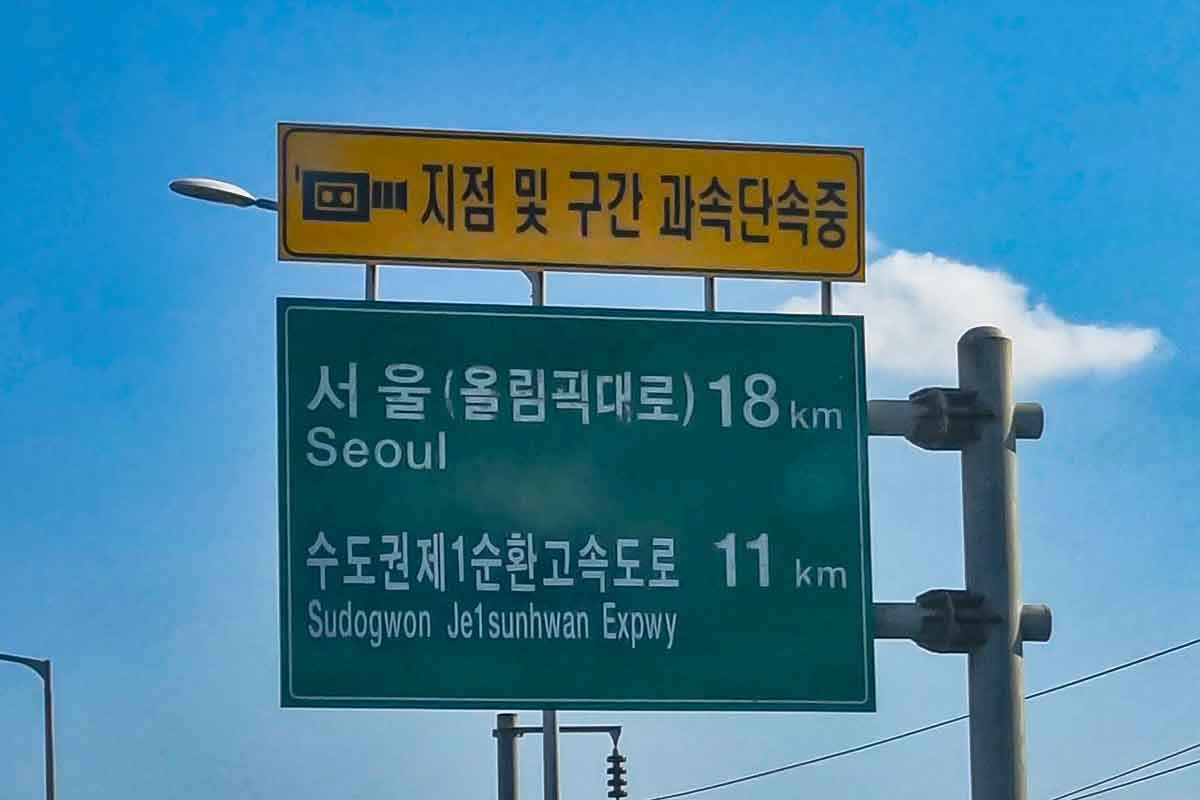 지점 및 구간 과속단속중
서울(올림픽대로) 18 km
Seoul
수도권제1순환고속도로 11 km
Sudogwon Je1sunhwan Expwy